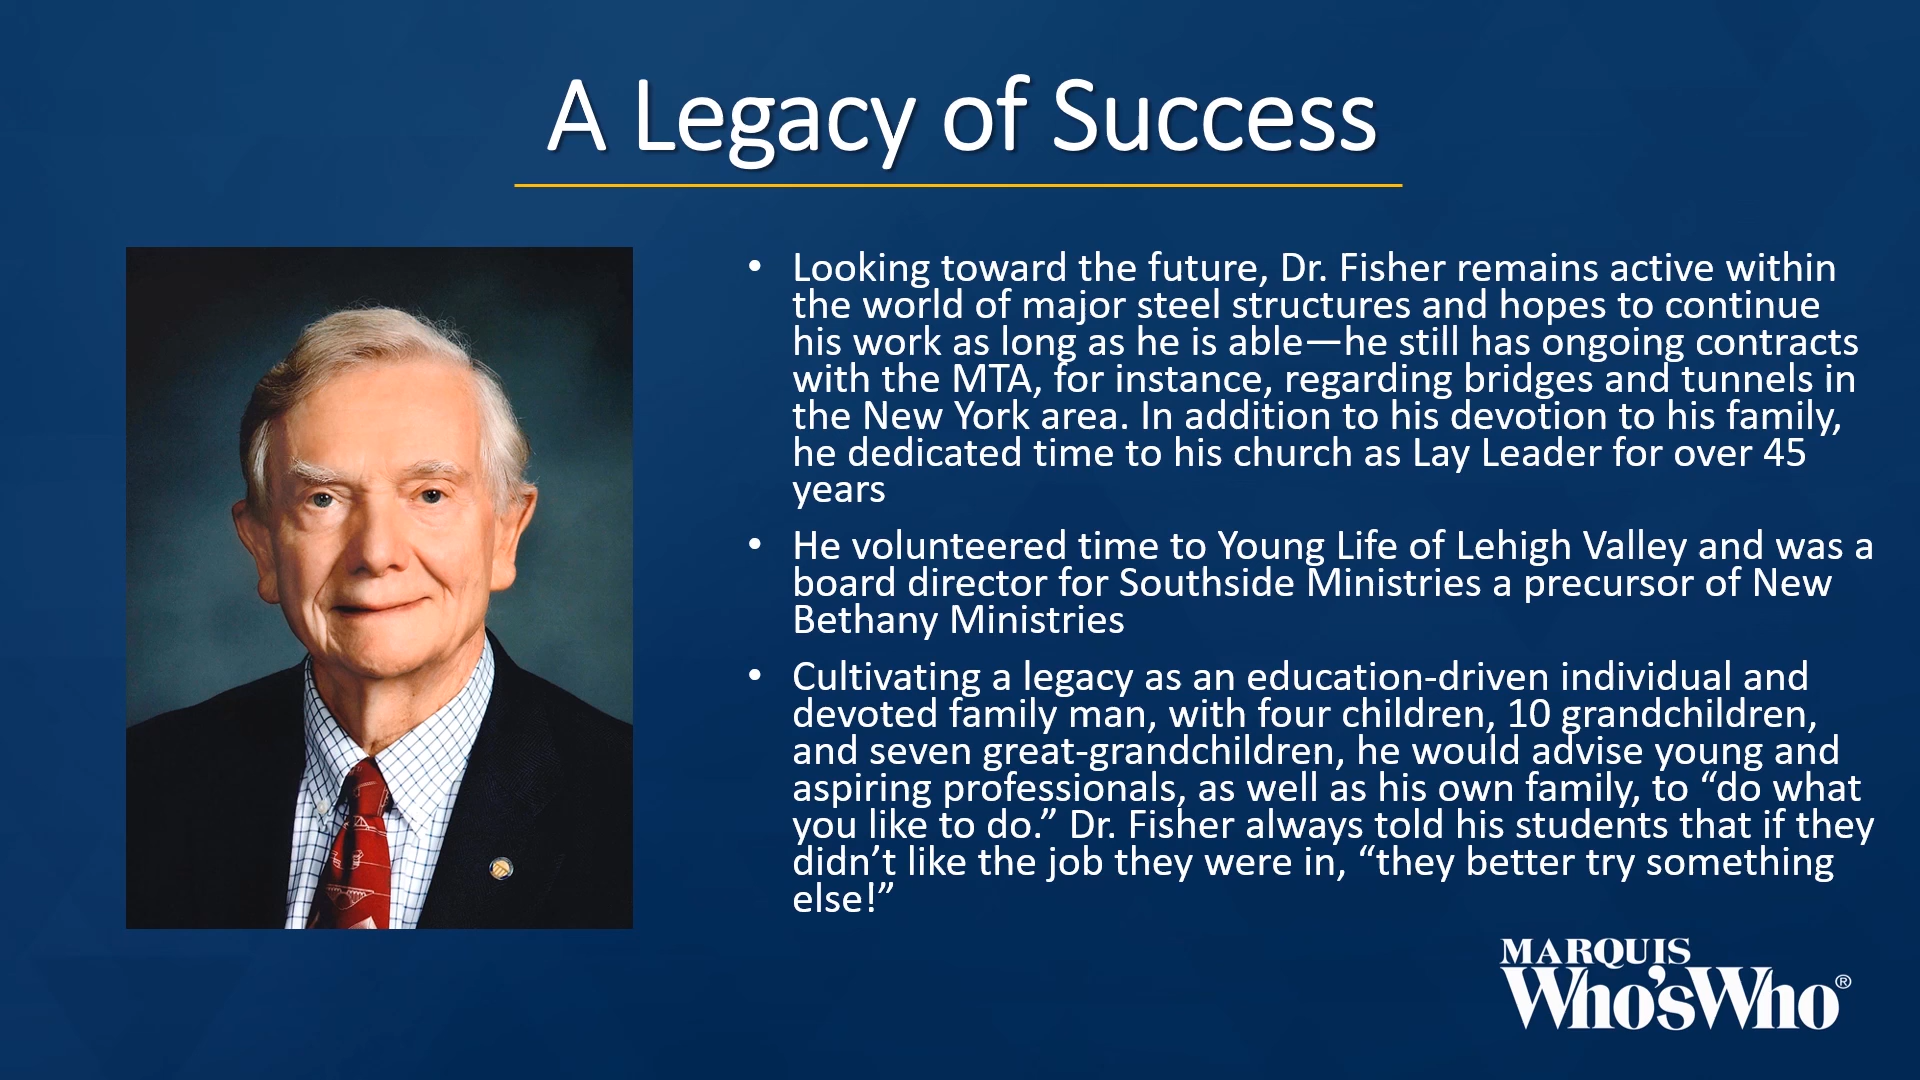 A Legacy of Success
• Looking toward the future, Dr. Fisher remains active within
the world of major steel structures and hopes to continue
his work as long as he is able—he still has ongoing contracts
with the MTA, for instance, regarding bridges and tunnels in
the New York area. In addition to his devotion to his family,
he dedicated time to his church as Lay Leader for over 45
years
• He volunteered time to Young Life of Lehigh Valley and was a
board director for Southside Ministries a precursor of New
Bethany Ministries
• Cultivating a legacy as an education-driven individual and
devoted family man, with four children, 10 grandchildren,
and seven great-grandchildren, he would advise young and
aspiring professionals, as well as his own family, to “do what
you like to do.” Dr. Fisher always told his students that if they
didn’t like the job they were in, “they better try something
else!”
MARQUIS
Who’sWho®